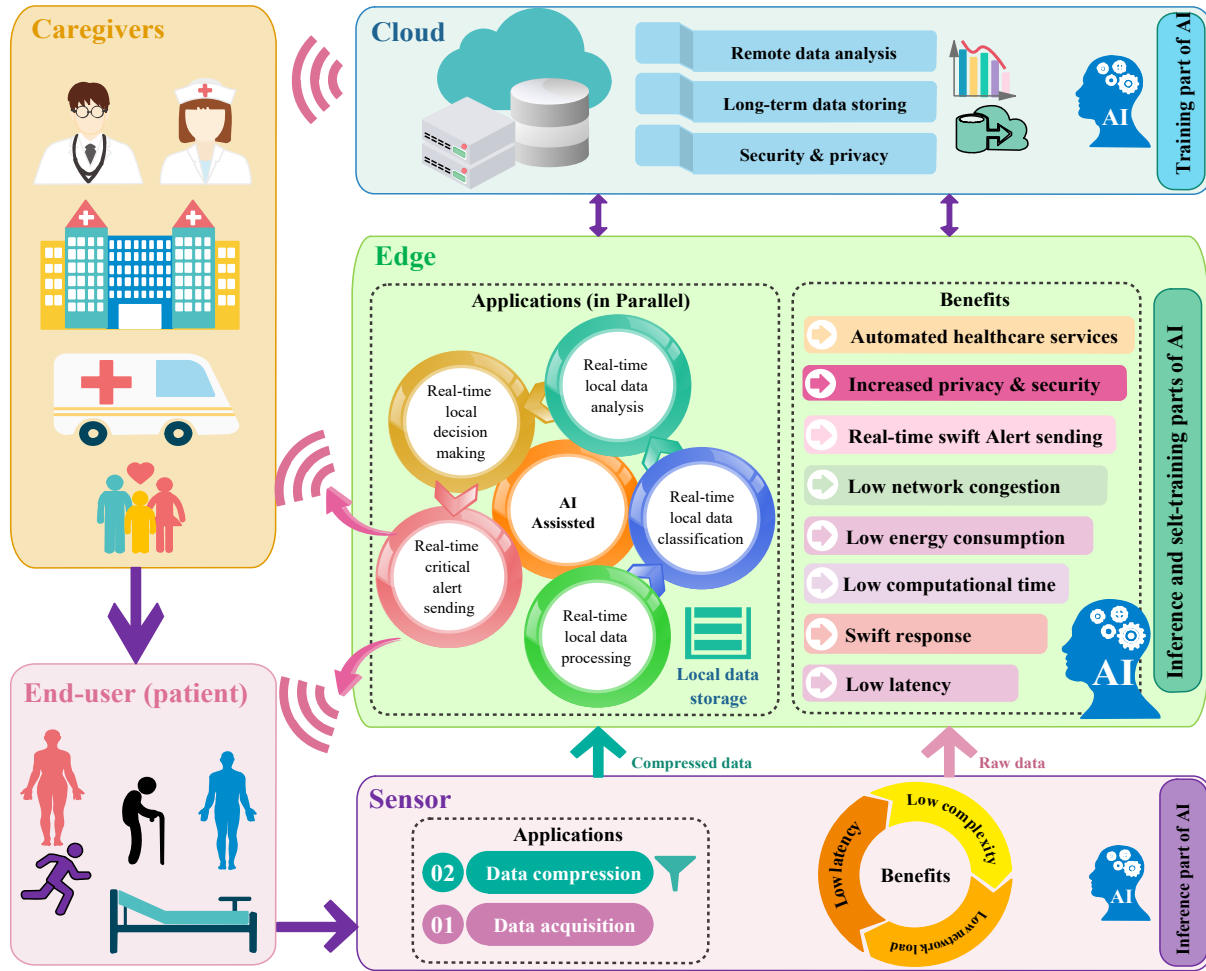 Caregivers
Cloud
Remote data analysis
Long-term data storing
Security & privacy
AI
Training part of AI
Edge
Applications (in Parallel)
Real-time
local data
analysis
Real-time
local
decision
making
AI
Assissted
Real-time
local data
classification
Real-time
critical
alert
sending
Real-time
local data
processing
Local data
storage
Benefits
Automated healthcare services
Increased privacy & security
Real-time swift Alert sending
Low network congestion
Low energy consumption
Low computational time
Swift response
Low latency
AI
Inference and selt-training parts of AI
End-user (patient)
Compressed data
Raw data
Sensor
Applications
02 Data compression
01 Data acquisition
Low complexity
Low latency
Benefits
Low network load
AI
Inference part of AI